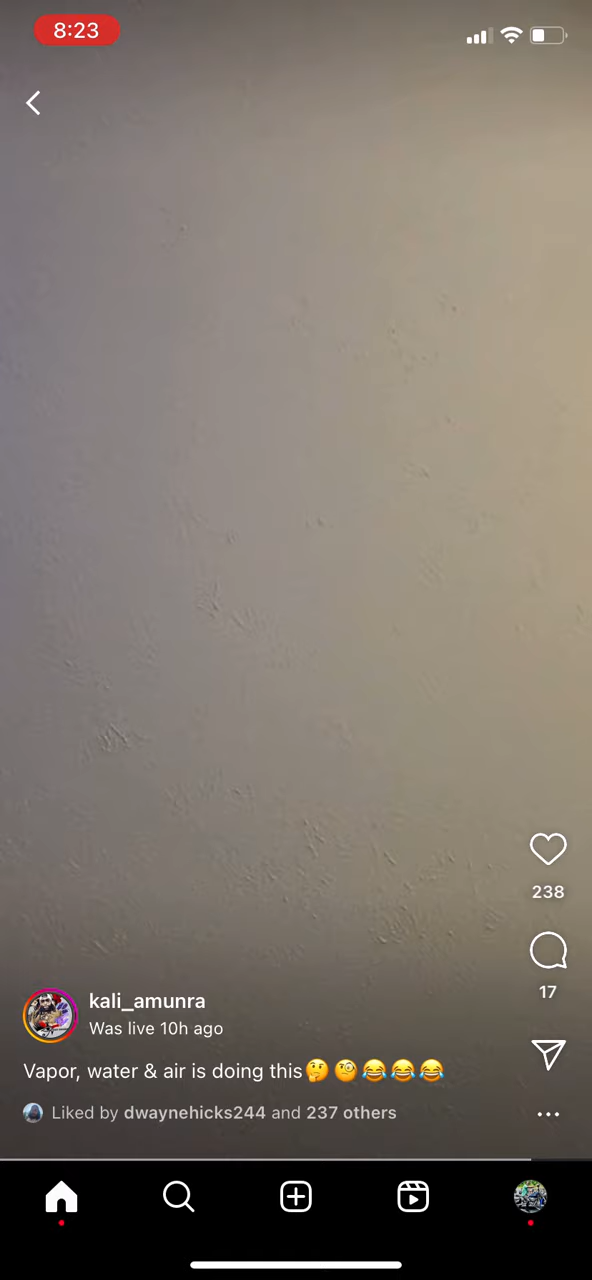 8:23
238
17
kali_amunra
Was live 10h ago
Vapor, water & air is doing this🤔 🧐😂😂😂
Liked by dwaynehicks244 and 237 others